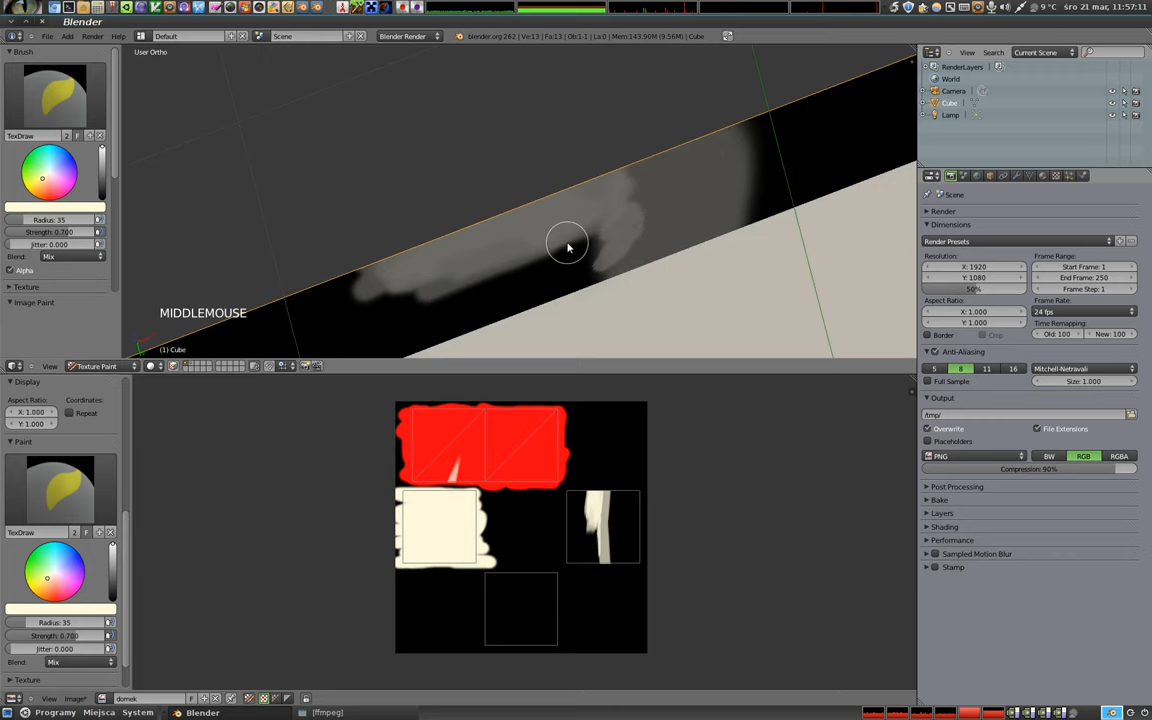 9 °C śro 21 mar, 11:57:11
Blender
File Add Render Help Default Scene Blender Render blender.org 262 | Ve:13 | Fa:13 | Ob:1-1 | La:0 | Mem:143.90M (9.56M) | Cube
Brush
TexDraw 2 F
Radius: 35
Strength: 0.700
Jitter: 0.000
Blend: Mix
Alpha
Texture
Image Paint
User Ortho
MIDDLEMOUSE
(1) Cube
View Texture Paint
Display
Aspect Ratio: Coordinates:
X: 1.000 Repeat
Y: 1.000
Paint
TexDraw 2 F
Radius: 35
Strength: 0.700
Jitter: 0.000
Blend: Mix
Texture
View Image* domek F
View Search Current Scene
RenderLayers
World
Camera
Cube
Lamp
Scene
Render
Dimensions
Render Presets
Resolution: Frame Range:
X: 1920 Start Frame: 1
Y: 1080 End Frame: 250
50% Frame Step: 1
Aspect Ratio: Frame Rate:
X: 1.000 24 fps
Y: 1.000 Time Remapping:
Border Crop Old: 100 New: 100
Anti-Aliasing
5 8 11 16 Mitchell-Netravali
Full Sample Size: 1.000
Output
/tmp/
Overwrite File Extensions
Placeholders
PNG BW RGB RGBA
Compression: 90%
Post Processing
Bake
Layers
Shading
Performance
Sampled Motion Blur
Stamp
Programy Miejsca System Blender [ffmpeg]